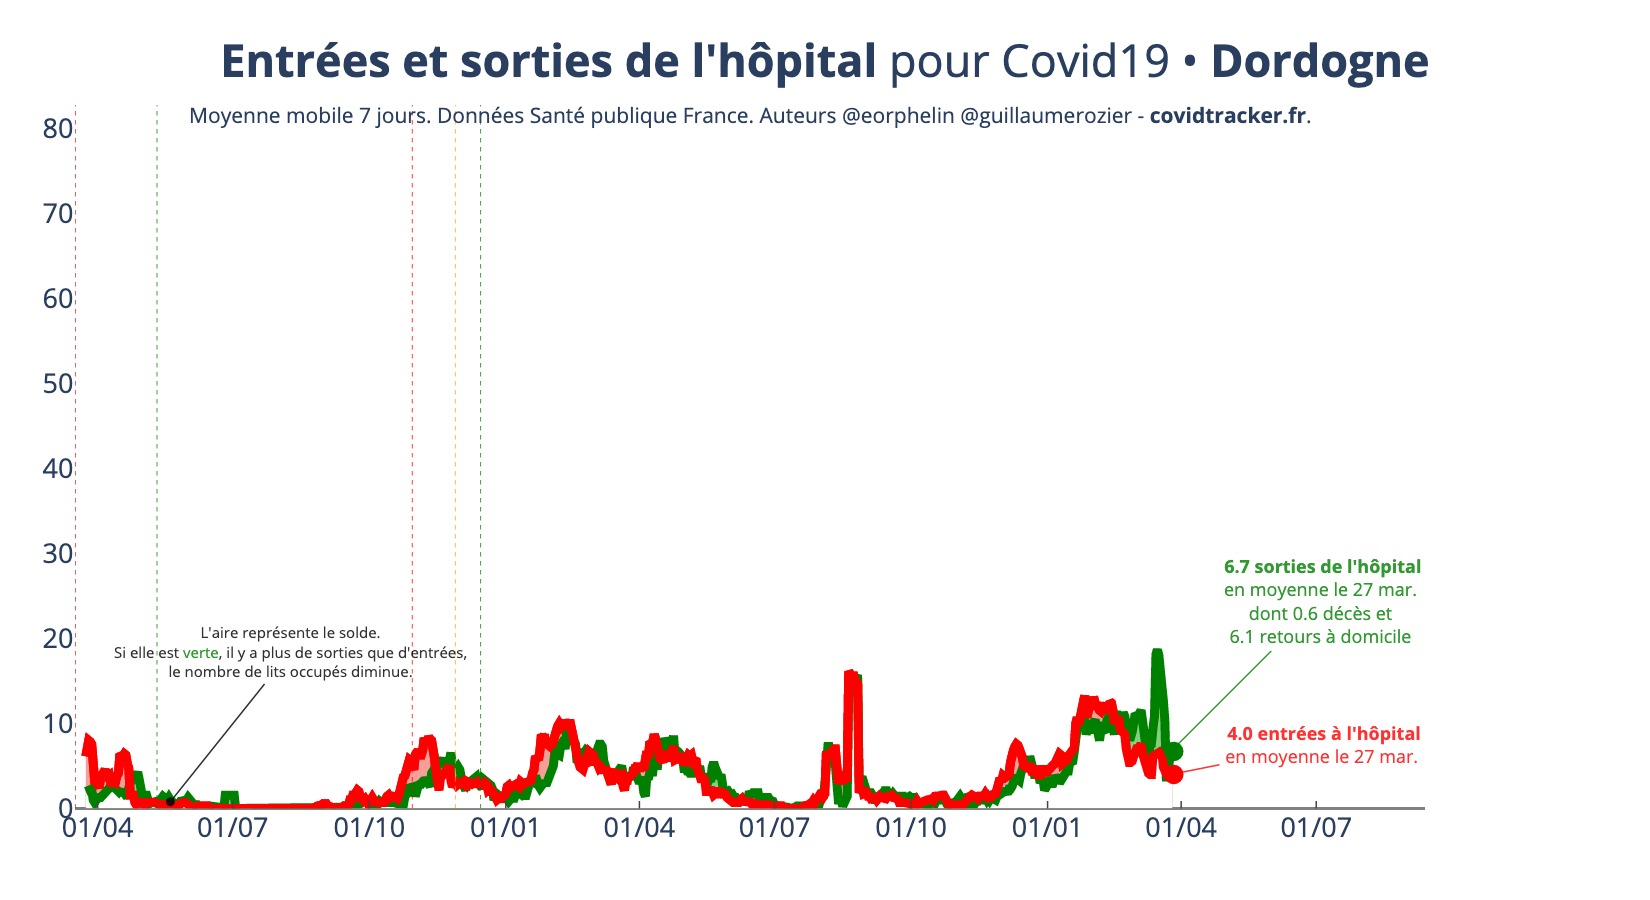 Entrées et sorties de l'hôpital pour Covid19 • Dordogne
Moyenne mobile 7 jours. Données Santé publique France. Auteurs @eorphelin @guillaumerozier - covidtracker.fr.
80
70
60
50
40
30
20
10
0
L'aire représente le solde.
Si elle est verte, il y a plus de sorties que d'entrées,
le nombre de lits occupés diminue.
6.7 sorties de l'hôpital
en moyenne le 27 mar.
dont 0.6 décès et
6.1 retours à domicile
4.0 entrées à l'hôpital
en moyenne le 27 mar.
01/04 01/07 01/10 01/01 01/04 01/07 01/10 01/01 01/04 01/07